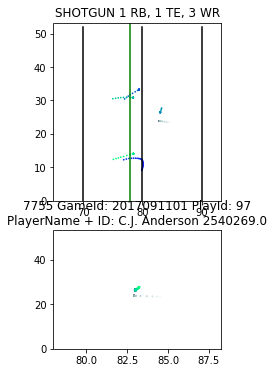 SHOTGUN 1 RB, 1 TE, 3 WR
50
40
30
20
10
0
70 80 90
7755 GameId: 2017091101 PlayId: 97
PlayerName + ID: C.J. Anderson 2540269.0
40
20
0
80.0 82.5 85.0 87.5